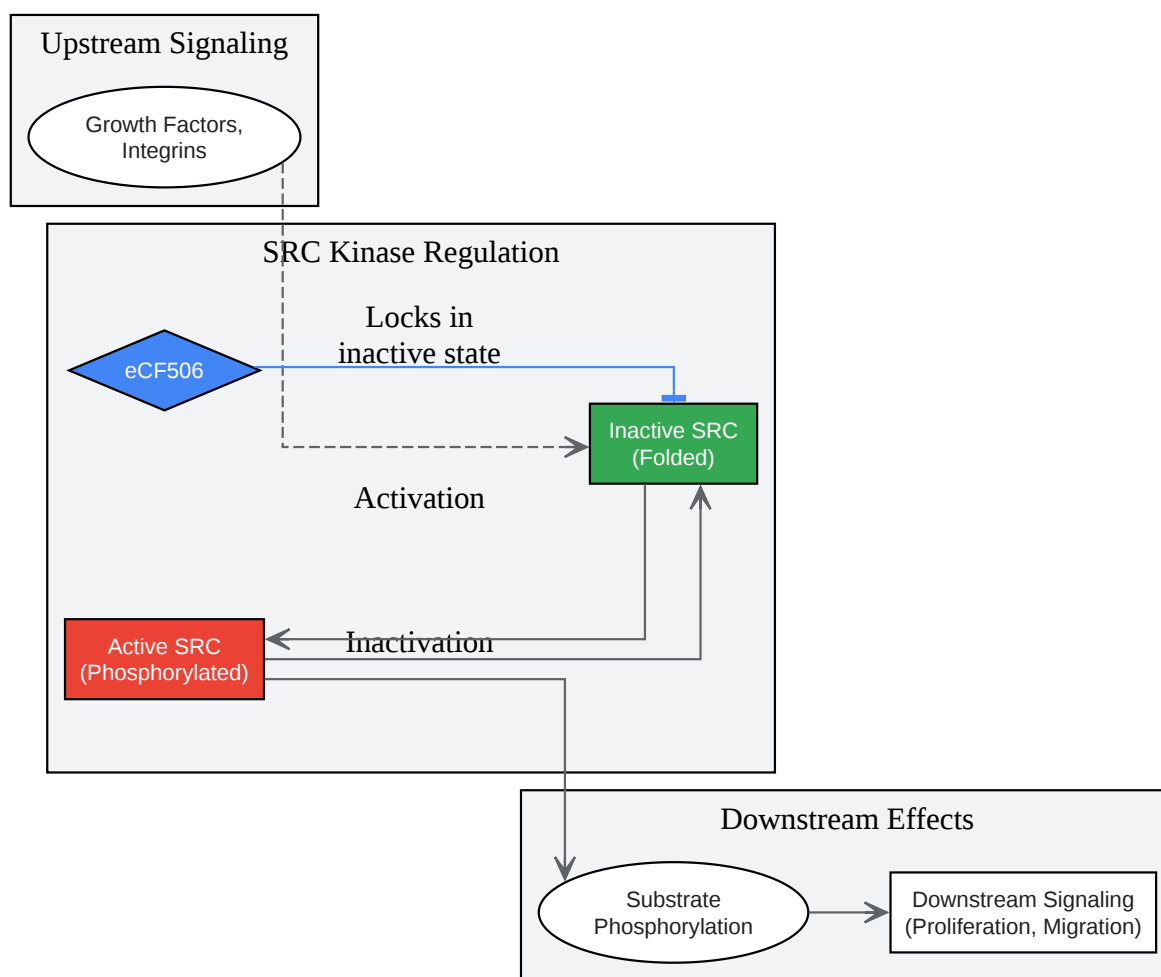 Upstream Signaling
Growth Factors,
Integrins
SRC Kinase Regulation
Locks in
inactive state
eCF506
Inactive SRC
(Folded)
Activation
Active SRC
(Phosphorylated)
Inactivation
Downstream Effects
Substrate
Phosphorylation
Downstream Signaling
(Proliferation, Migration)